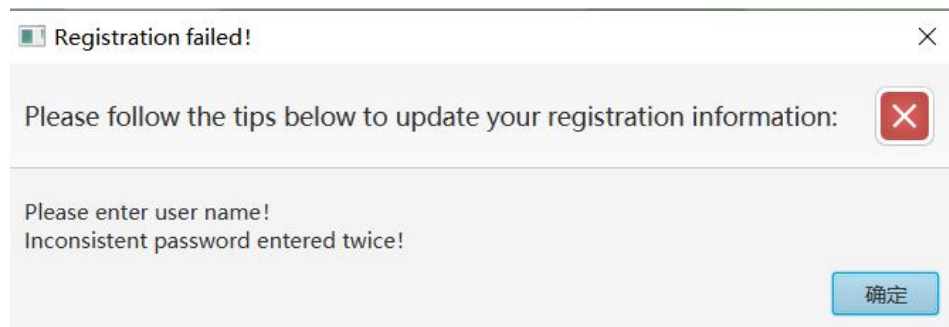 Registration failed!
Please follow the tips below to update your registration information:
Please enter user name!
Inconsistent password entered twice!
确定